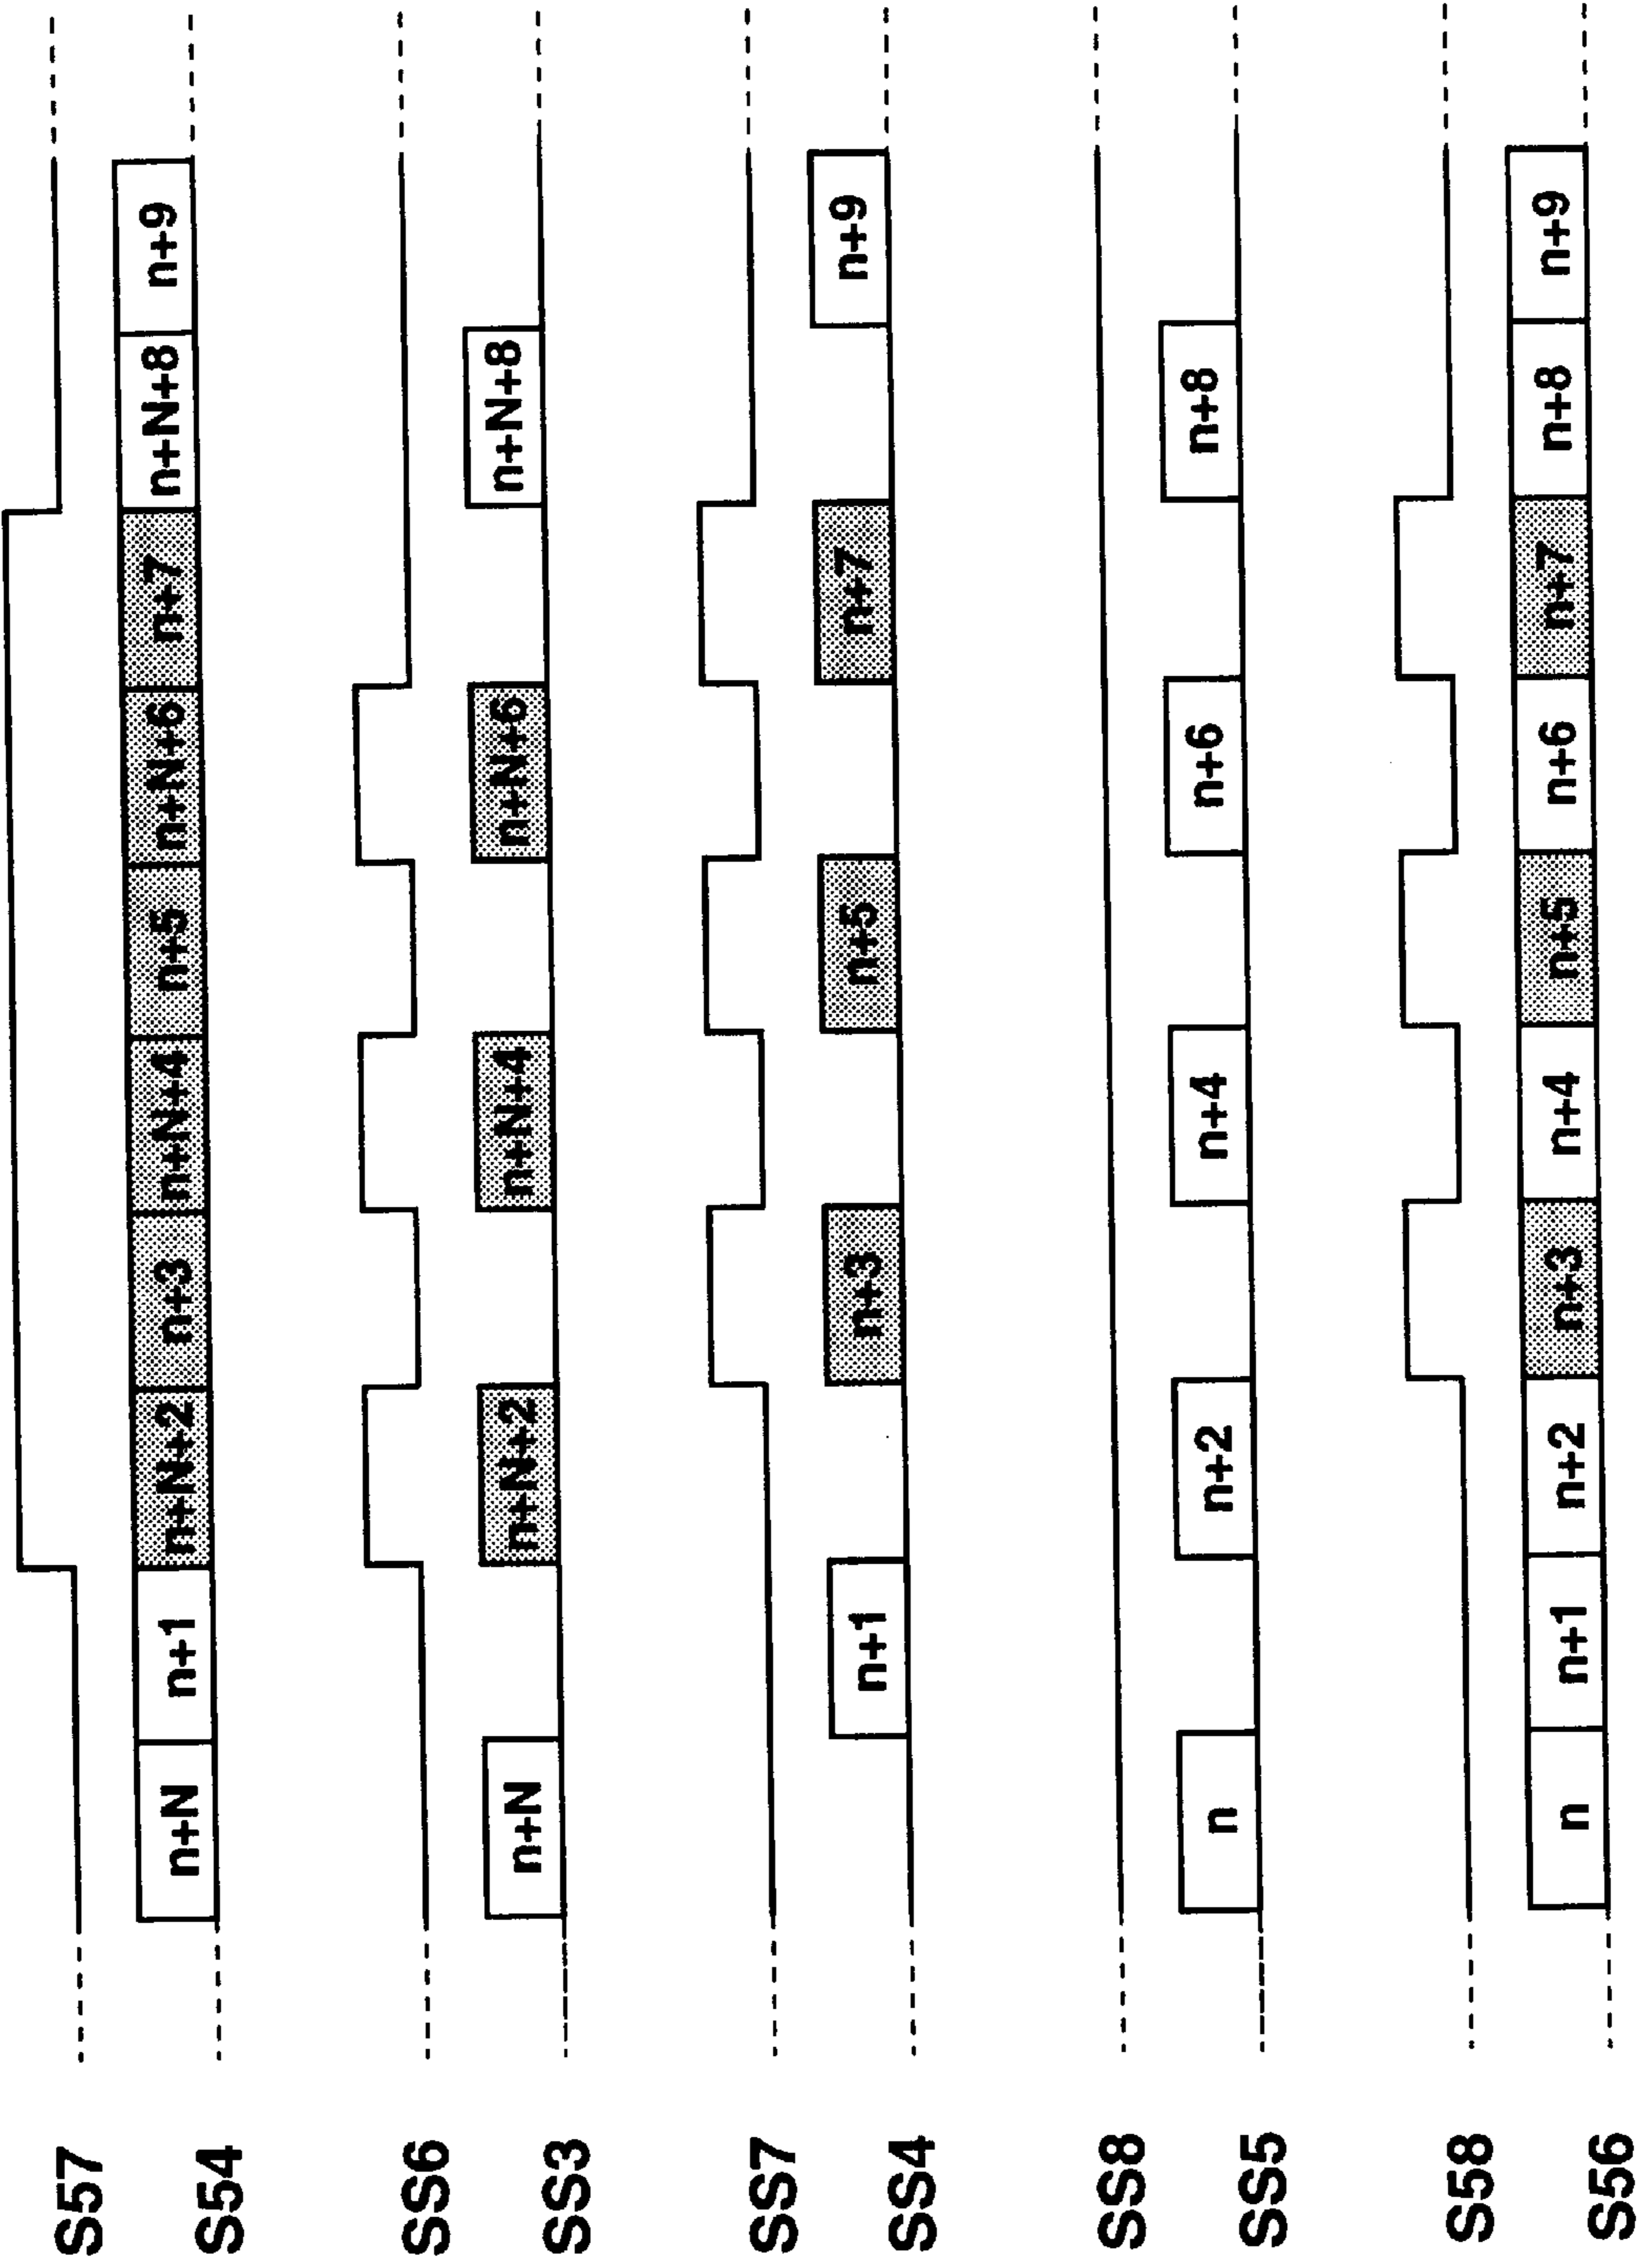 S57
S54 n+N n+1 n+N+2 n+3 n+N+4 n+5 n+N+6 n+7 n+N+8 n+9
SS6
SS3 n+N n+N+2 n+N+4 n+N+6 n+N+8
SS7
SS4 n+1 n+3 n+5 n+7 n+9
SS8
SS5 n n+2 n+4 n+6 n+8
S58
S56 n n+1 n+2 n+3 n+4 n+5 n+6 n+7 n+8 n+9